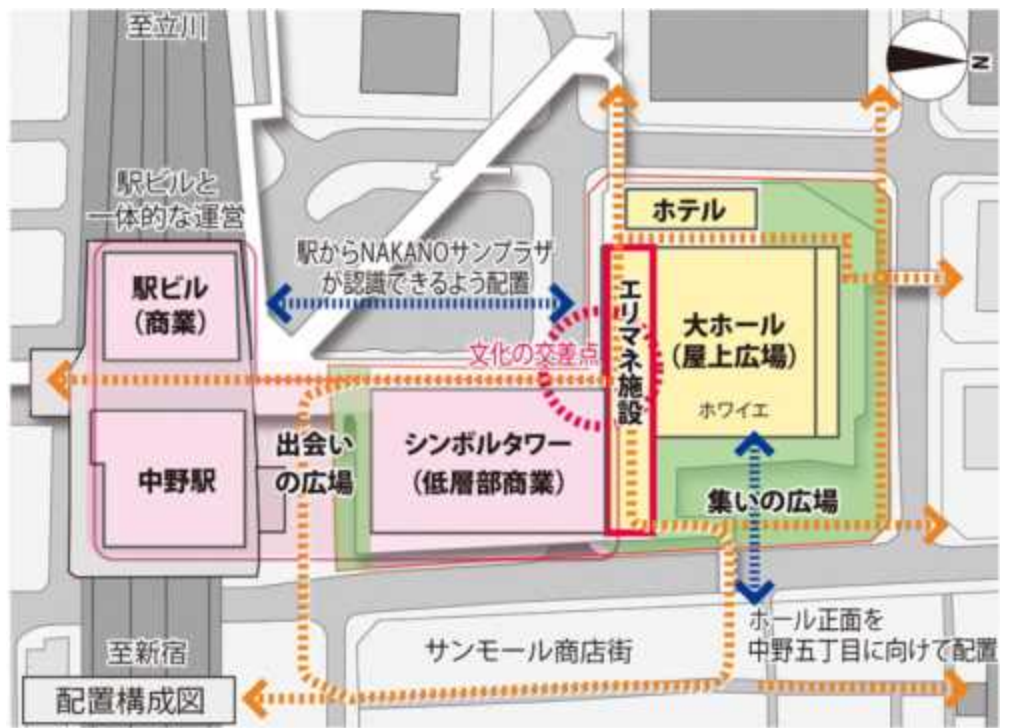 至立川
N
駅ビルと
一体的な運営
ホテル
駅からNAKANOサンプラザ
が認識できるよう配置
駅ビル
(商業)
エリマネ施設
大ホール
(屋上広場)
文化の交差点
ホワイエ
出会い
の広場
シンボルタワー
(低層部商業)
中野駅
集いの広場
ホール正面を
中野五丁目に向けて配置
サンモール商店街
至新宿
配置構成図